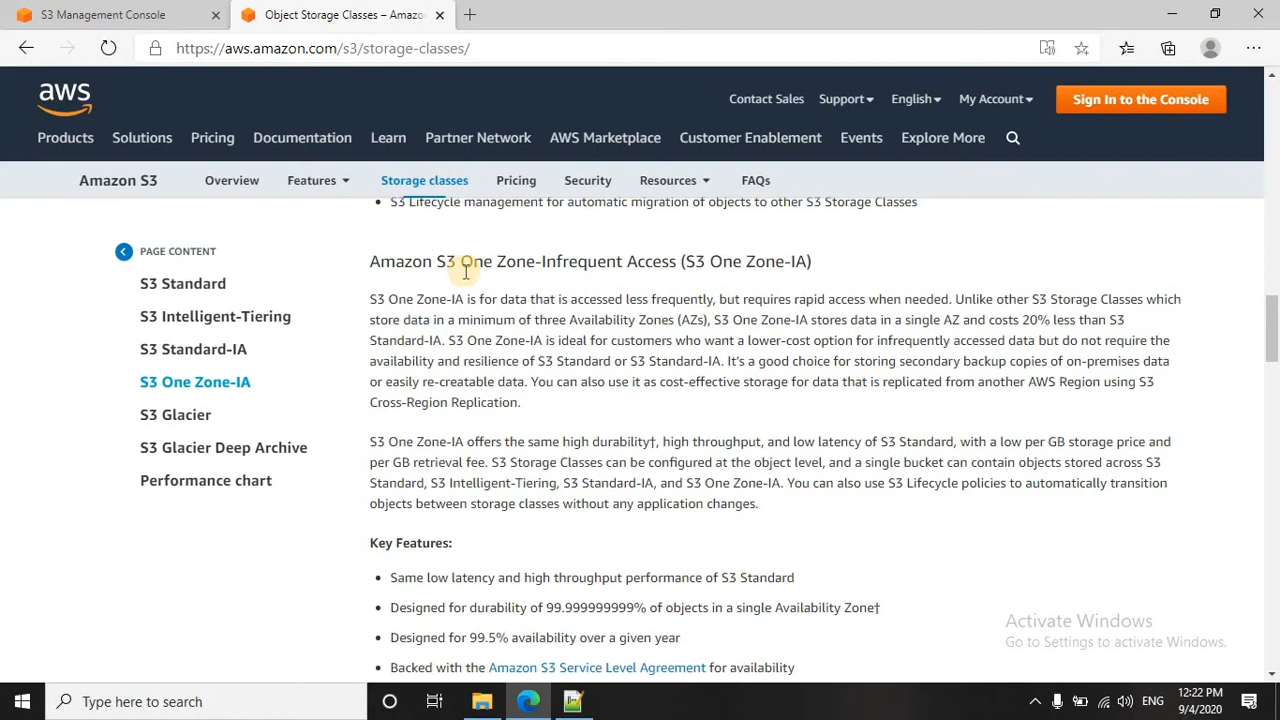 S3 Management Console
Object Storage Classes – Amazo
https://aws.amazon.com/s3/storage-classes/
aws
Contact Sales Support English My Account Sign In to the Console
Products Solutions Pricing Documentation Learn Partner Network AWS Marketplace Customer Enablement Events Explore More
Amazon S3 Overview Features Storage classes Pricing Security Resources FAQs
PAGE CONTENT
S3 Standard
S3 Intelligent-Tiering
S3 Standard-IA
S3 One Zone-IA
S3 Glacier
S3 Glacier Deep Archive
Performance chart
• S3 Lifecycle management for automatic migration of objects to other S3 Storage Classes
Amazon S3 One Zone-Infrequent Access (S3 One Zone-IA)
S3 One Zone-IA is for data that is accessed less frequently, but requires rapid access when needed. Unlike other S3 Storage Classes which
store data in a minimum of three Availability Zones (AZs), S3 One Zone-IA stores data in a single AZ and costs 20% less than S3
Standard-IA. S3 One Zone-IA is ideal for customers who want a lower-cost option for infrequently accessed data but do not require the
availability and resilience of S3 Standard or S3 Standard-IA. It's a good choice for storing secondary backup copies of on-premises data
or easily re-creatable data. You can also use it as cost-effective storage for data that is replicated from another AWS Region using S3
Cross-Region Replication.
S3 One Zone-IA offers the same high durability†, high throughput, and low latency of S3 Standard, with a low per GB storage price and
per GB retrieval fee. S3 Storage Classes can be configured at the object level, and a single bucket can contain objects stored across S3
Standard, S3 Intelligent-Tiering, S3 Standard-IA, and S3 One Zone-IA. You can also use S3 Lifecycle policies to automatically transition
objects between storage classes without any application changes.
Key Features:
• Same low latency and high throughput performance of S3 Standard
• Designed for durability of 99.999999999% of objects in a single Availability Zone†
• Designed for 99.5% availability over a given year
• Backed with the Amazon S3 Service Level Agreement for availability
Activate Windows
Go to Settings to activate Windows.
Type here to search
ENG
12:22 PM
9/4/2020